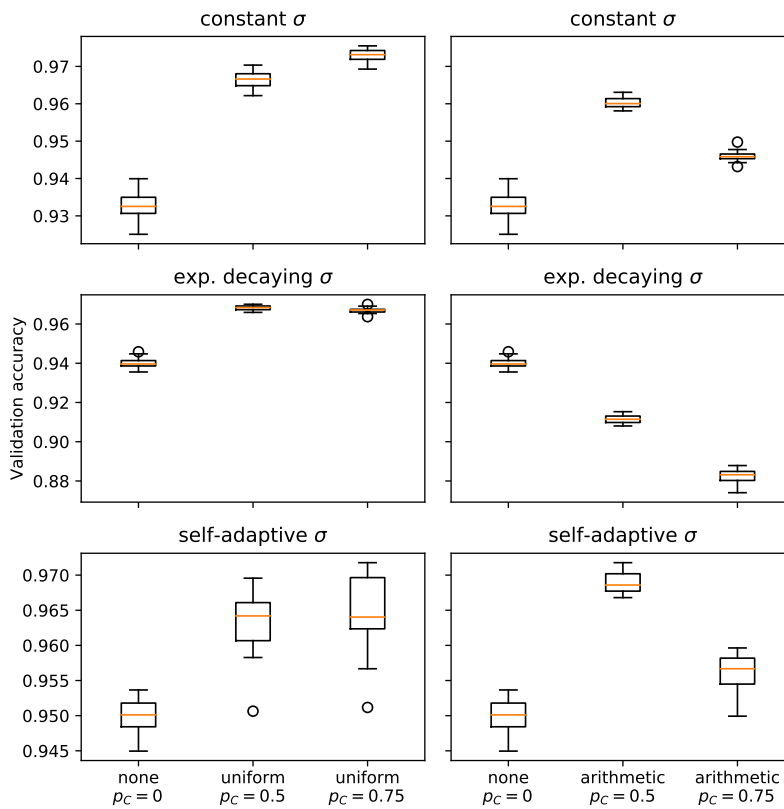 constant σ
constant σ
0.97
0.96
0.95
0.94
0.93
exp. decaying σ
exp. decaying σ
Validation accuracy
0.96
0.94
0.92
0.90
0.88
self-adaptive σ
self-adaptive σ
0.970
0.965
0.960
0.955
0.950
0.945
none
p_C = 0
uniform
p_C = 0.5
uniform
p_C = 0.75
none
p_C = 0
arithmetic
p_C = 0.5
arithmetic
p_C = 0.75